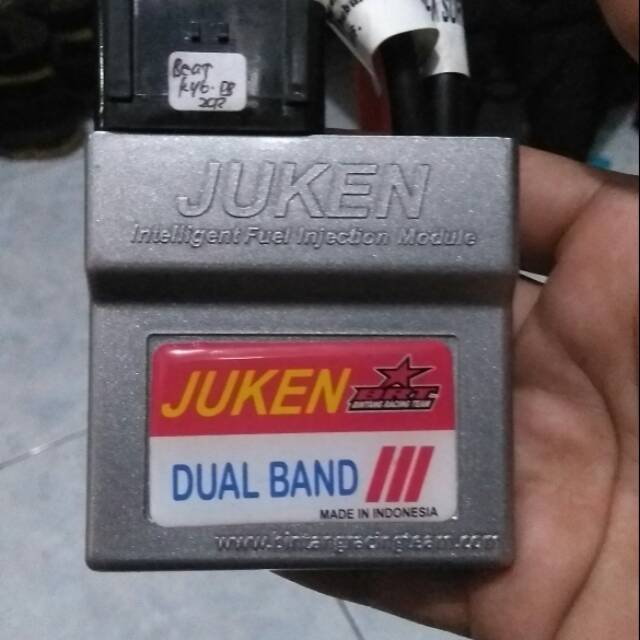 JUKEN
Intelligent Fuel Injection Module
JUKEN
BRT
BINTANG RACING TEAM
DUAL BAND
MADE IN INDONESIA
www.bintangracingteam.com